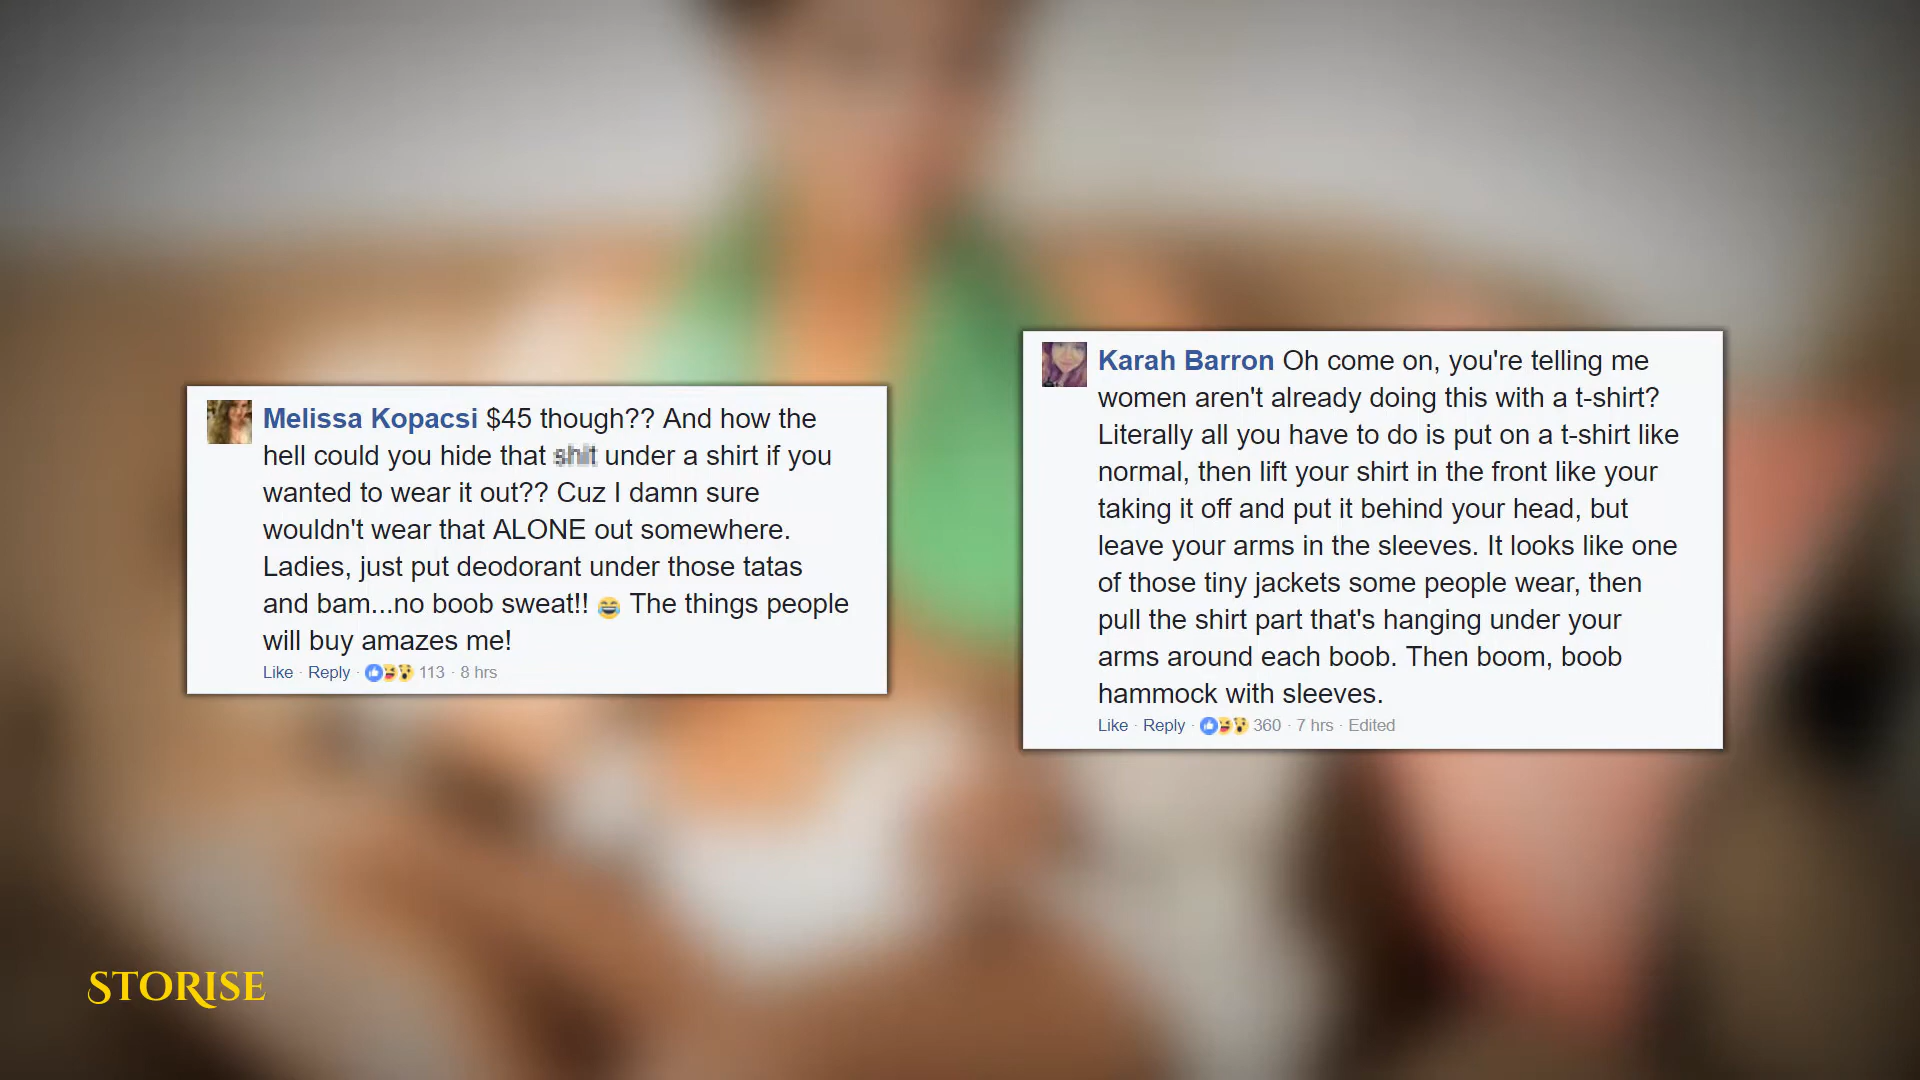 Melissa Kopacsi $45 though?? And how the
hell could you hide that shit under a shirt if you
wanted to wear it out?? Cuz I damn sure
wouldn't wear that ALONE out somewhere.
Ladies, just put deodorant under those tatas
and bam...no boob sweat!! 😂 The things people
will buy amazes me!
Like · Reply · 113 · 8 hrs
Karah Barron Oh come on, you're telling me
women aren't already doing this with a t-shirt?
Literally all you have to do is put on a t-shirt like
normal, then lift your shirt in the front like your
taking it off and put it behind your head, but
leave your arms in the sleeves. It looks like one
of those tiny jackets some people wear, then
pull the shirt part that's hanging under your
arms around each boob. Then boom, boob
hammock with sleeves.
Like · Reply · 360 · 7 hrs · Edited
STORISE